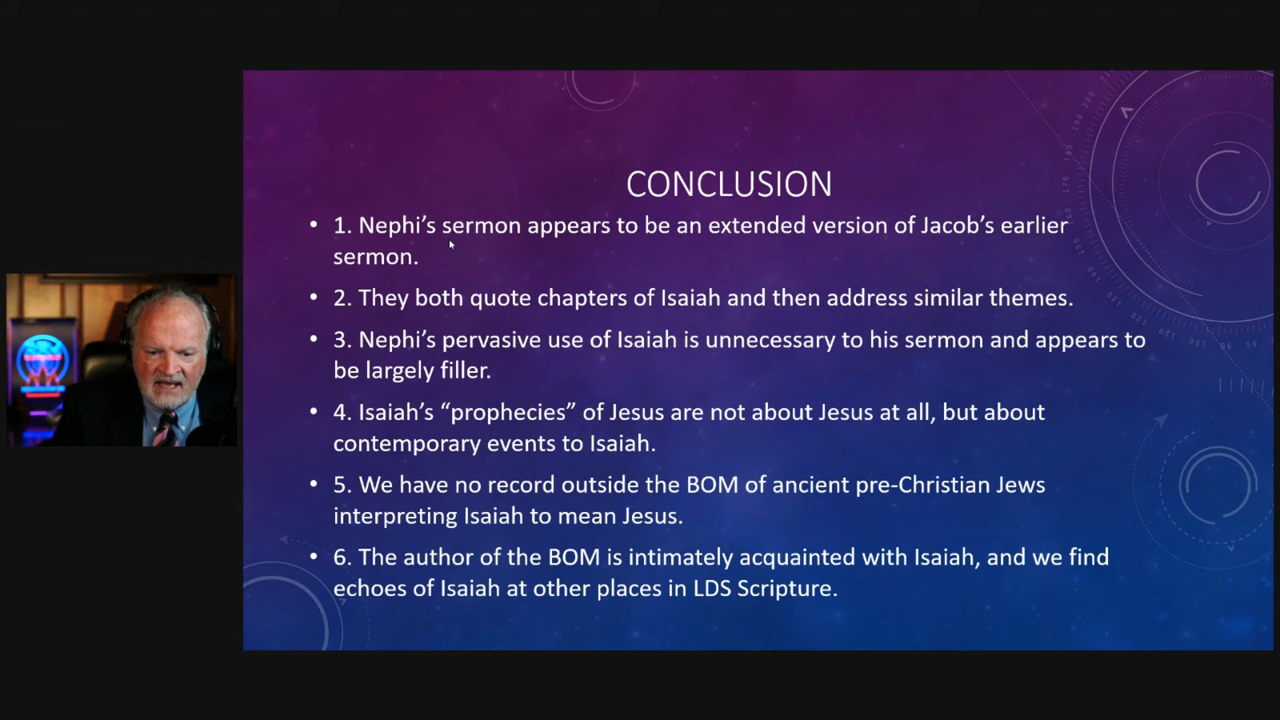 CONCLUSION
• 1. Nephi’s sermon appears to be an extended version of Jacob’s earlier
sermon.
• 2. They both quote chapters of Isaiah and then address similar themes.
• 3. Nephi’s pervasive use of Isaiah is unnecessary to his sermon and appears to
be largely filler.
• 4. Isaiah’s “prophecies” of Jesus are not about Jesus at all, but about
contemporary events to Isaiah.
• 5. We have no record outside the BOM of ancient pre-Christian Jews
interpreting Isaiah to mean Jesus.
• 6. The author of the BOM is intimately acquainted with Isaiah, and we find
echoes of Isaiah at other places in LDS Scripture.